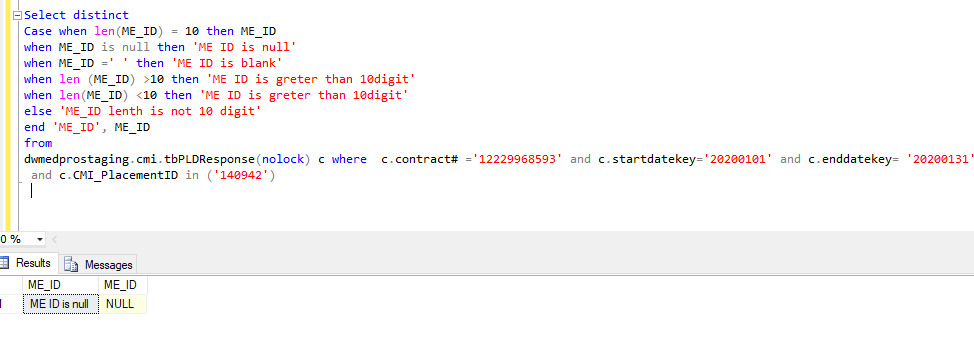 Select distinct
Case when len(ME_ID) = 10 then ME_ID
when ME_ID is null then 'ME ID is null'
when ME_ID =' ' then 'ME ID is blank'
when len (ME_ID) >10 then 'ME ID is greter than 10digit'
when len(ME_ID) <10 then 'ME ID is greter than 10digit'
else 'ME_ID lenth is not 10 digit'
end 'ME_ID', ME_ID
from
dwmedprostaging.cmi.tbPLDResponse(nolock) c where  c.contract# ='12229968593' and c.startdatekey='20200101' and c.enddatekey= '20200131'
and c.CMI_PlacementID in ('140942')
0 %
Results Messages
ME_ID ME_ID
ME ID is null NULL